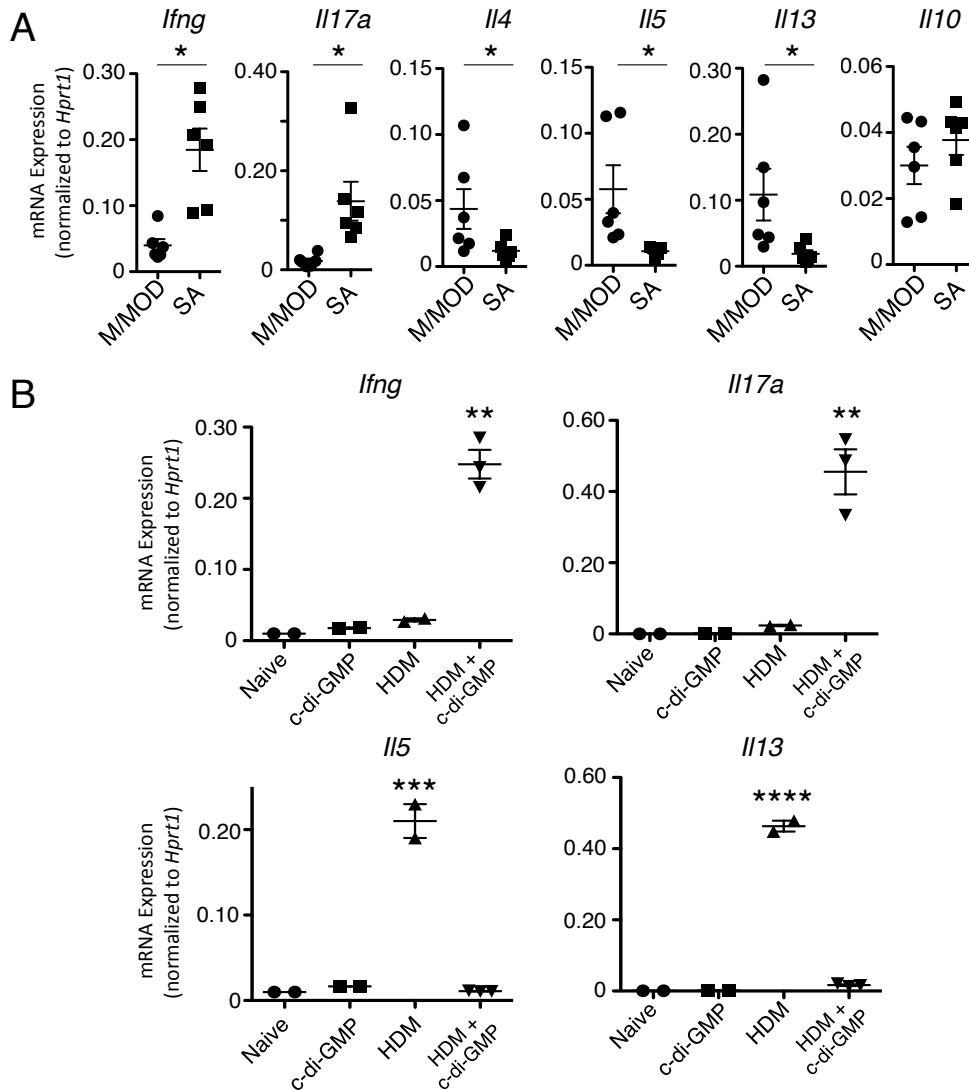 A
Ifng
Il17a
Il4
Il5
Il13
Il10
*
*
*
*
*
mRNA Expression
(normalized to Hprt1)
0.30
0.20
0.10
0
0.40
0.20
0.10
0
0.15
0.10
0.05
0
0.15
0.10
0.05
0
0.30
0.20
0.10
0
0.06
0.04
0.02
0
M/MOD
SA
M/MOD
SA
M/MOD
SA
M/MOD
SA
M/MOD
SA
M/MOD
SA
B
Ifng
**
mRNA Expression
(normalized to Hprt1)
0.30
0.20
0.10
0
Naive
c-di-GMP
HDM
HDM +
c-di-GMP
Il17a
**
0.60
0.40
0.20
0
Naive
c-di-GMP
HDM
HDM +
c-di-GMP
Il5
***
mRNA Expression
(normalized to Hprt1)
0.20
0.10
0
Naive
c-di-GMP
HDM
HDM +
c-di-GMP
Il13
****
0.60
0.40
0.20
0
Naive
c-di-GMP
HDM
HDM +
c-di-GMP